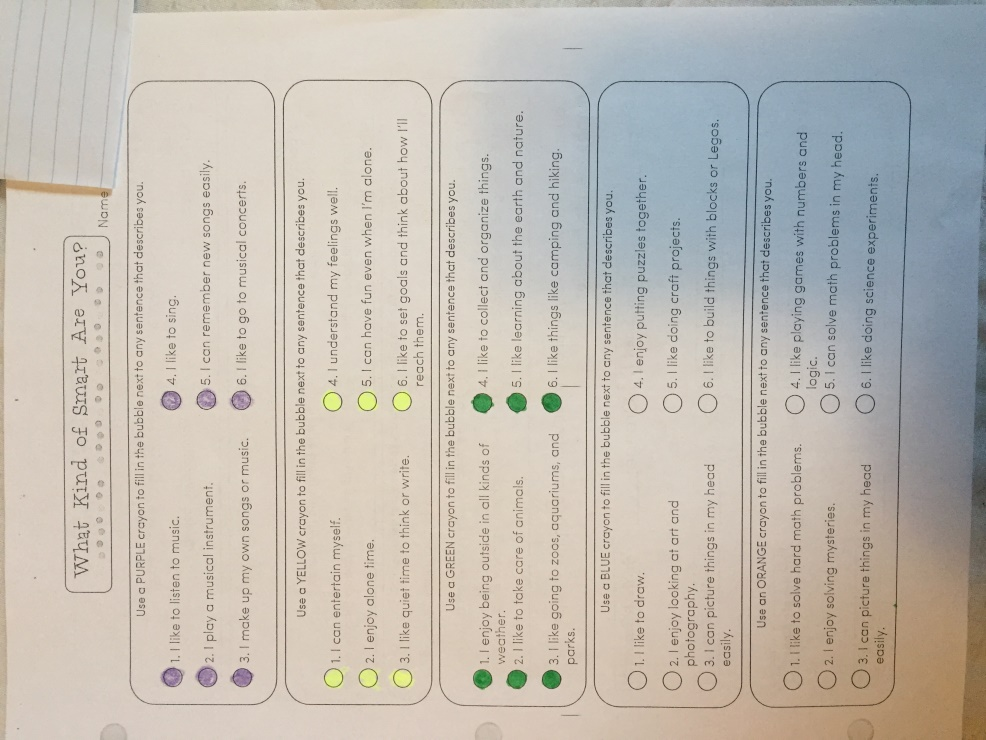 What Kind of Smart Are You?
Name
Use a PURPLE crayon to fill in the bubble next to any sentence that describes you.
1. I like to listen to music.
2. I play a musical instrument.
3. I make up my own songs or music.
4. I like to sing.
5. I can remember new songs easily.
6. I like to go to musical concerts.
Use a YELLOW crayon to fill in the bubble next to any sentence that describes you.
1. I can entertain myself.
2. I enjoy alone time.
3. I like quiet time to think or write.
4. I understand my feelings well.
5. I can have fun even when I'm alone.
6. I like to set goals and think about how I'll
reach them.
Use a GREEN crayon to fill in the bubble next to any sentence that describes you.
1. I enjoy being outside in all kinds of
weather.
2. I like to take care of animals.
3. I like going to zoos, aquariums, and
parks.
4. I like to collect and organize things.
5. I like learning about the earth and nature.
6. I like things like camping and hiking.
Use a BLUE crayon to fill in the bubble next to any sentence that describes you.
1. I like to draw.
2. I enjoy looking at art and
photography.
3. I can picture things in my head
easily.
4. I enjoy putting puzzles together.
5. I like doing craft projects.
6. I like to build things with blocks or Legos.
Use an ORANGE crayon to fill in the bubble next to any sentence that describes you.
1. I like to solve hard math problems.
2. I enjoy solving mysteries.
3. I can picture things in my head
easily.
4. I like playing games with numbers and
logic.
5. I can solve math problems in my head.
6. I like doing science experiments.